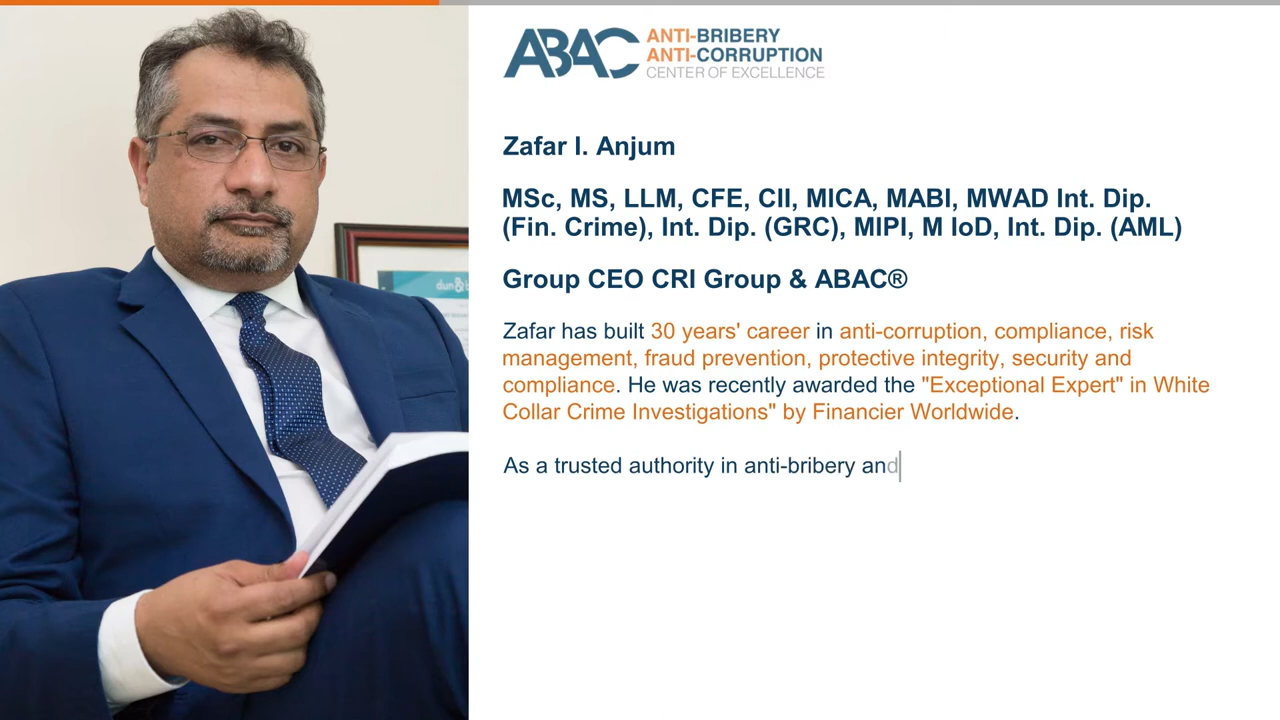 ABAC ANTI-BRIBERY
ANTI-CORRUPTION
CENTER OF EXCELLENCE
Zafar I. Anjum
MSc, MS, LLM, CFE, CII, MICA, MABI, MWAD Int. Dip.
(Fin. Crime), Int. Dip. (GRC), MIPI, M IoD, Int. Dip. (AML)
Group CEO CRI Group & ABAC®
dun&b
Zafar has built 30 years' career in anti-corruption, compliance, risk
management, fraud prevention, protective integrity, security and
compliance. He was recently awarded the "Exceptional Expert" in White
Collar Crime Investigations" by Financier Worldwide.
As a trusted authority in anti-bribery and